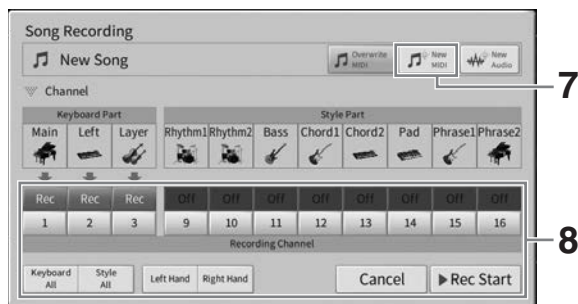 Song Recording
New Song
Overwrite MIDI
New MIDI
New Audio
7
Channel
Keyboard Part
Style Part
Main Left Layer Rhythm1 Rhythm2 Bass Chord1 Chord2 Pad Phrase1 Phrase2
Rec Rec Rec Off Off Off Off Off Off Off Off
1 2 3 9 10 11 12 13 14 15 16
8
Recording Channel
Keyboard All
Style All
Left Hand Right Hand Cancel Rec Start